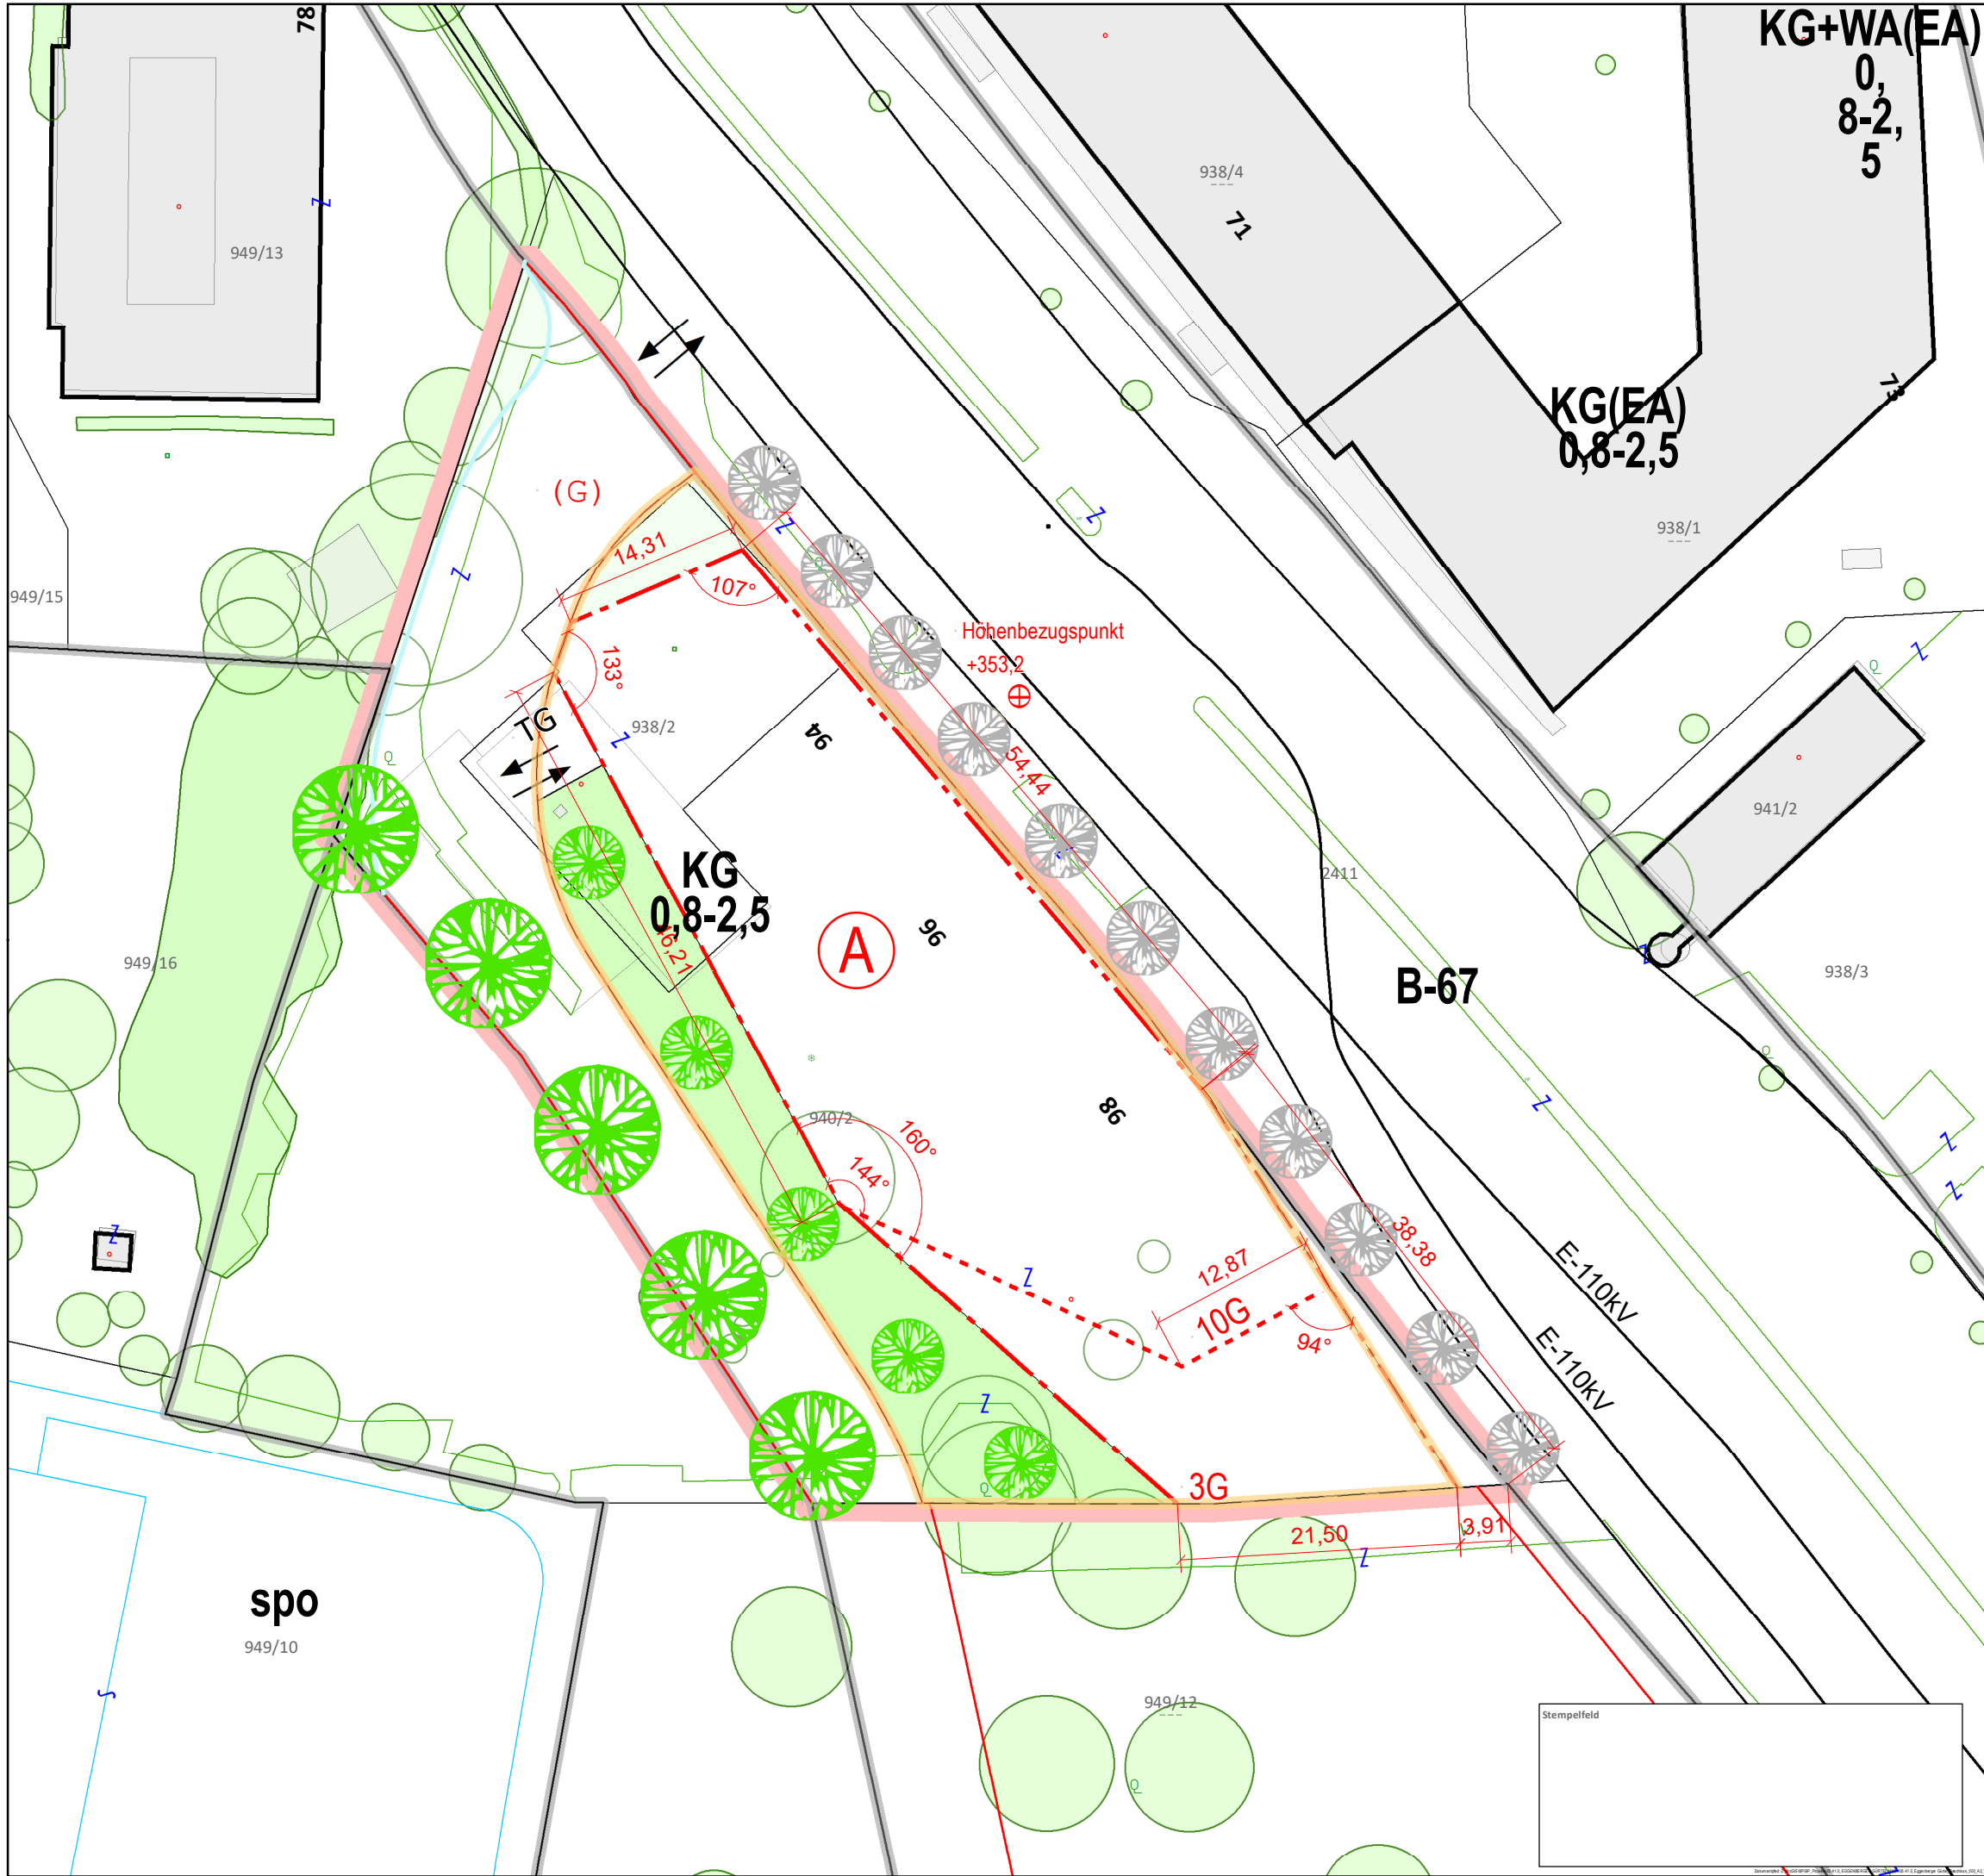 78
KG+WA(EA)
0,
8-2,
5
938/4
71
Z
949/13
KG(EA)
0,8-2,5
73
(G)
938/1
14,31
Z
Z
107°
Z
949/15
Höhenbezugspunkt
+353,2
Z
133°
TG
938/2
Z
94
54,44
941/2
2411
KG
0,8-2,5
46,21
A
96
949/16
B-67
938/3
98
Z
940/2
160°
144°
Z
Z
Z
38,38
12,87
10G
94°
Z
E-110kV
E-110kV
Z
3G
21,50
3,91
Z
spo
949/10
949/12
Stempelfeld